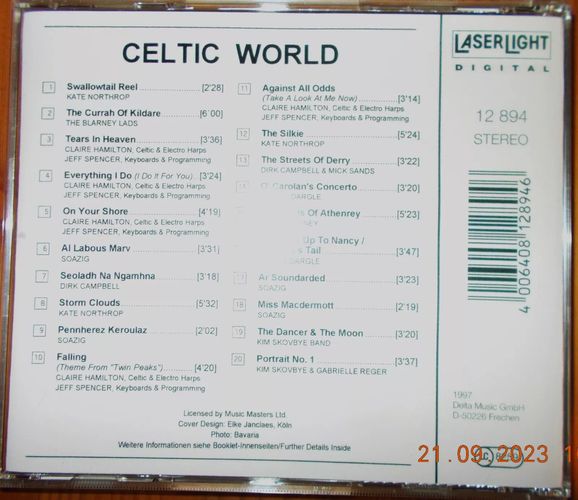 CELTIC WORLD
1 Swallowtail Reel [2'28]
KATE NORTHROP
2 The Currah Of Kildare [6'00]
THE BLARNEY LADS
3 Tears In Heaven [3'36]
CLAIRE HAMILTON, Celtic & Electro Harps
JEFF SPENCER, Keyboards & Programming
4 Everything I Do (I Do It For You) [3'24]
CLAIRE HAMILTON, Celtic & Electro Harps
JEFF SPENCER, Keyboards & Programming
5 On Your Shore [4'19]
CLAIRE HAMILTON, Celtic & Electro Harps
JEFF SPENCER, Keyboards & Programming
6 Al Labous Marv [3'31]
SOAZIG
7 Seoladh Na Ngamhna [3'18]
DIRK CAMPBELL
8 Storm Clouds [5'32]
KATE NORTHROP
9 Pennherez Keroulaz [2'02]
SOAZIG
10 Falling
(Theme From "Twin Peaks") [4'20]
CLAIRE HAMILTON, Celtic & Electro Harps
JEFF SPENCER, Keyboards & Programming
11 Against All Odds
(Take A Look At Me Now) [3'14]
CLAIRE HAMILTON, Celtic & Electro Harps
JEFF SPENCER, Keyboards & Programming
12 The Silkie [5'24]
KATE NORTHROP
13 The Streets Of Derry [3'22]
DIRK CAMPBELL & MICK SANDS
O'Carolan's Concerto [3'20]
Of Athenrey [5'23]
Up To Nancy /
Tail [3'47]
17 Ar Soundarded [3'23]
SOAZIG
18 Miss Macdermott [2'19]
SOAZIG
19 The Dancer & The Moon [3'20]
KIM SKOVBYE BAND
20 Portrait No. 1 [3'37]
KIM SKOVBYE & GABRIELLE REGER
Licensed by Music Masters Ltd.
Cover Design: Elke Janclaes, Köln
Photo: Bavaria
Weitere Informationen siehe Booklet-Innenseiten/Further Details Inside
LASERLIGHT
DIGITAL
12 894
STEREO
4 006408 128946
1997
Delta Music GmbH
D-50226 Frechen
21.09.2023 1